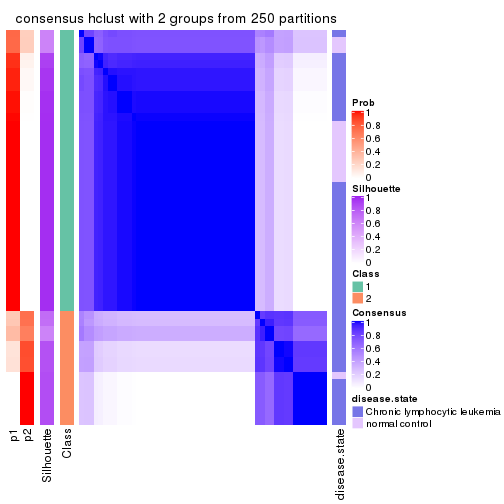 consensus hclust with 2 groups from 250 partitions
Prob
1
0.8
0.6
0.4
0.2
0
Silhouette
1
0.8
0.6
0.4
0.2
0
Class
1
2
Consensus
1
0.8
0.6
0.4
0.2
0
disease.state
Chronic lymphocytic leukemia
normal control
p1
p2
Silhouette
Class
disease.state